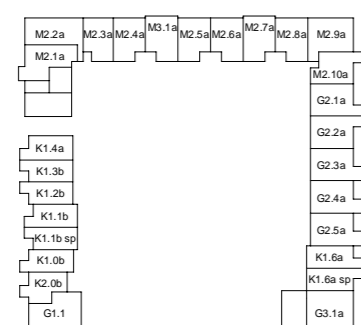 M2.2a
M2.3a
M2.4a
M3.1a
M2.5a
M2.6a
M2.7a
M2.8a
M2.9a
M2.1a
M2.10a
G2.1a
G2.2a
G2.3a
G2.4a
G2.5a
K1.4a
K1.3b
K1.2b
K1.1b
K1.1b sp
K1.0b
K2.0b
G1.1
K1.6a
K1.6a sp
G3.1a